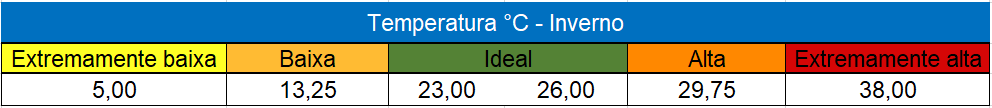 Temperatura °C - Inverno
Extremamente baixa Baixa Ideal Alta Extremamente alta
5,00 13,25 23,00 26,00 29,75 38,00